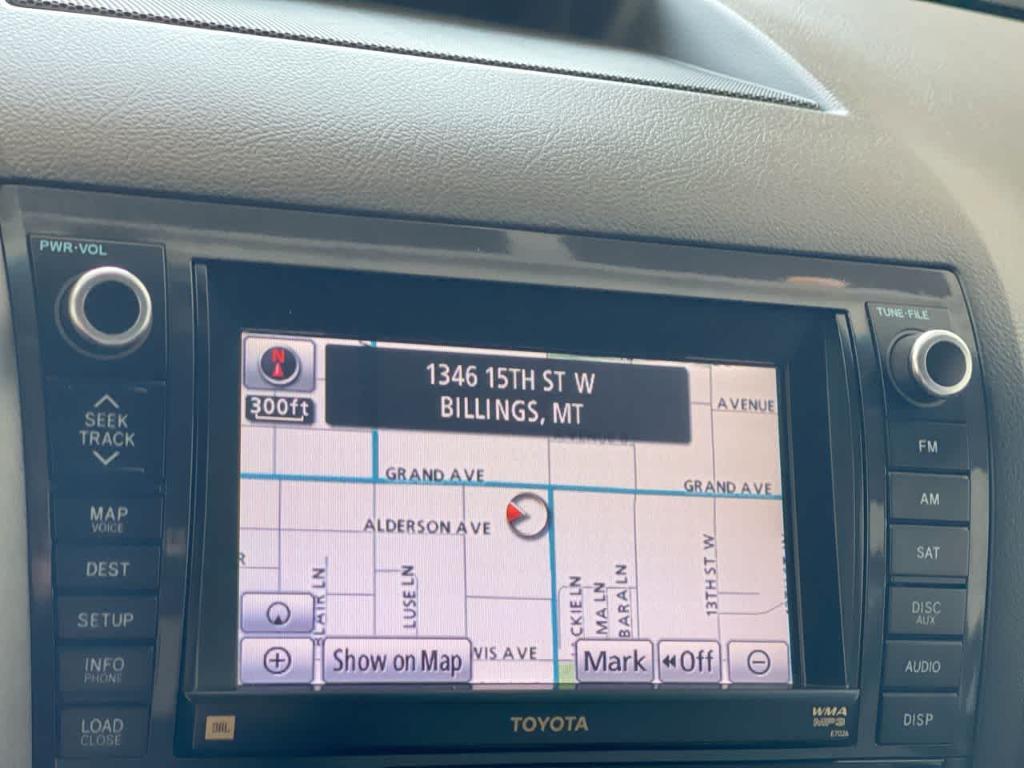 PWR·VOL
TUNE·FILE
SEEK
TRACK
MAP
VOICE
DEST
SETUP
INFO
PHONE
LOAD
CLOSE
N
300ft
1346 15TH ST W
BILLINGS, MT
AVENUE
GRAND AVE
GRAND AVE
ALDERSON AVE
LUSE LN
13TH ST W
VIS AVE
Show on Map
Mark
Off
FM
AM
SAT
DISC
AUX
AUDIO
DISP
JBL
TOYOTA
WMA
MP3
E7026